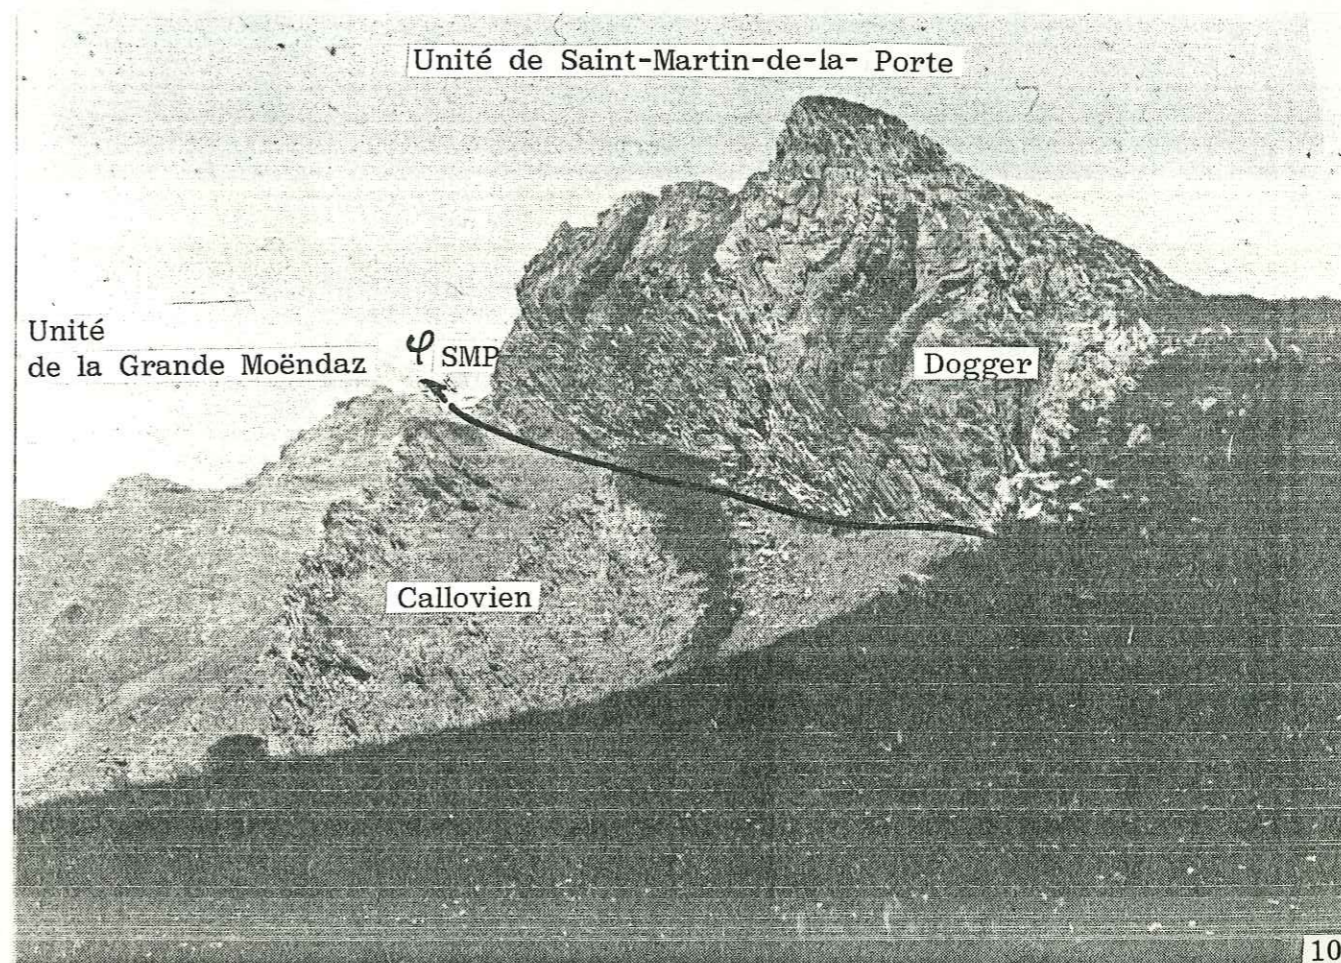 Unité de Saint-Martin-de-la- Porte
Unité
de la Grande Moëndaz
φ SMP
Dogger
Callovien
10